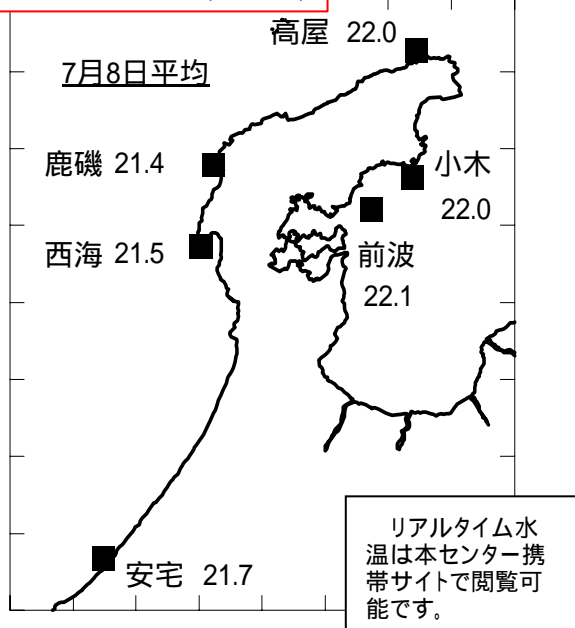 高屋 22.0
7月8日平均
鹿磯 21.4
小木
22.0
西海 21.5
前波
22.1
リアルタイム水
温は本センター携
帯サイトで閲覧可
能です。
安宅 21.7